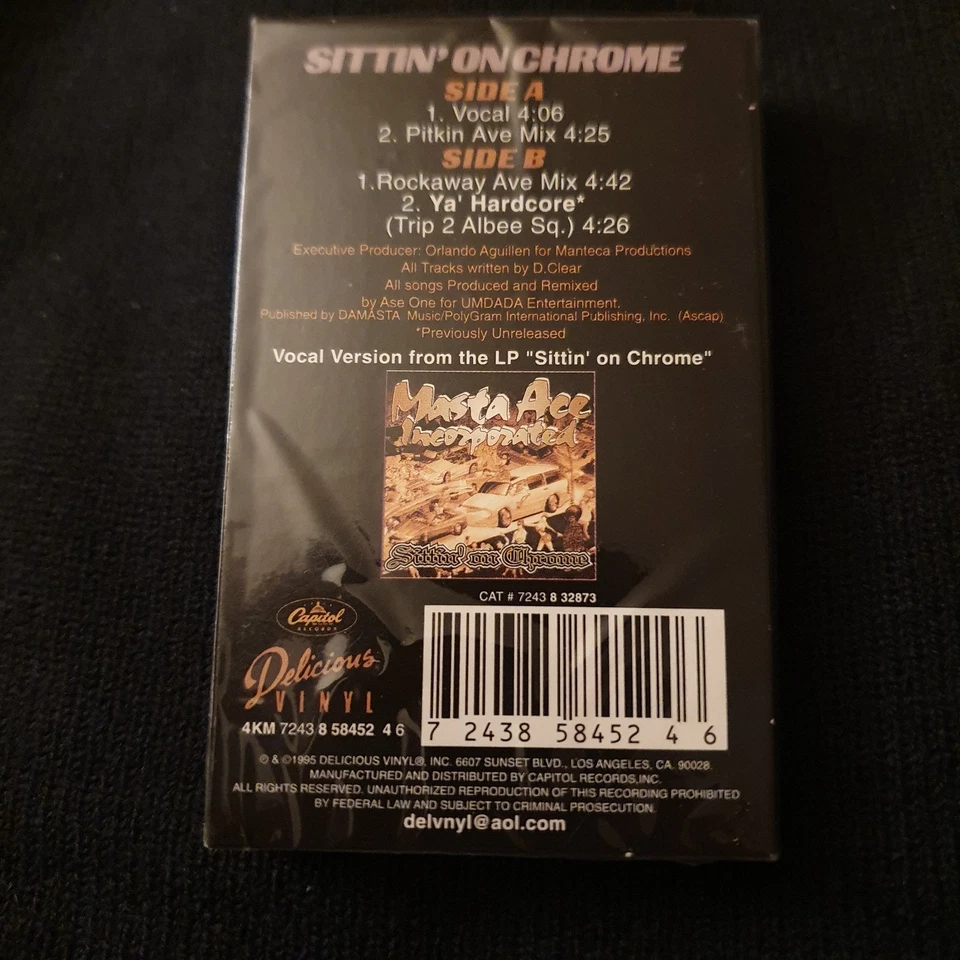 SITTIN' ON CHROME
SIDE A
1. Vocal 4:06
2. Pitkin Ave Mix 4:25
SIDE B
1.Rockaway Ave Mix 4:42
2. Ya' Hardcore*
(Trip 2 Albee Sq.) 4:26
Executive Producer: Orlando Aguillen for Manteca Productions
All Tracks written by D.Clear
All songs Produced and Remixed
by Ase One for UMDADA Entertainment.
Published by DAMASTA Music/PolyGram International Publishing, Inc. (Ascap)
*Previously Unreleased
Vocal Version from the LP "Sittin' on Chrome"
Masta Ace
Incorporated
Sittin' on Chrome
CAT # 7243 8 32873
Capitol
RECORDS
Delicious
VINYL
4KM 7243 8 58452 4 6
7 2438 58452 4 6
℗ & ©1995 DELICIOUS VINYL®, INC. 6607 SUNSET BLVD., LOS ANGELES, CA. 90028.
MANUFACTURED AND DISTRIBUTED BY CAPITOL RECORDS,INC.
ALL RIGHTS RESERVED. UNAUTHORIZED REPRODUCTION OF THIS RECORDING PROHIBITED
BY FEDERAL LAW AND SUBJECT TO CRIMINAL PROSECUTION.
delvnyl@aol.com